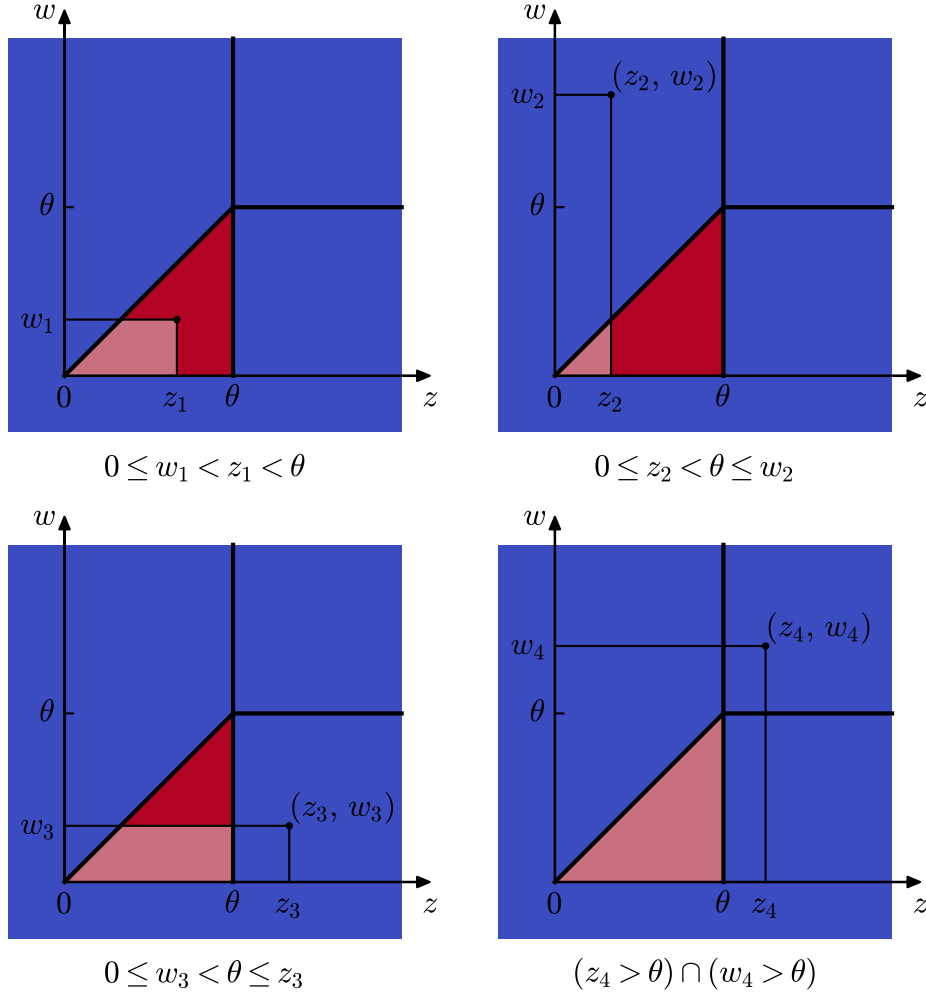 w
θ
w₁
0
z₁
θ
z
0 ≤ w₁ < z₁ < θ
w
(z₂, w₂)
w₂
θ
0
z₂
θ
z
0 ≤ z₂ < θ ≤ w₂
w
θ
(z₃, w₃)
w₃
0
θ
z₃
z
0 ≤ w₃ < θ ≤ z₃
w
(z₄, w₄)
w₄
θ
0
θ
z₄
z
(z₄ > θ) ∩ (w₄ > θ)